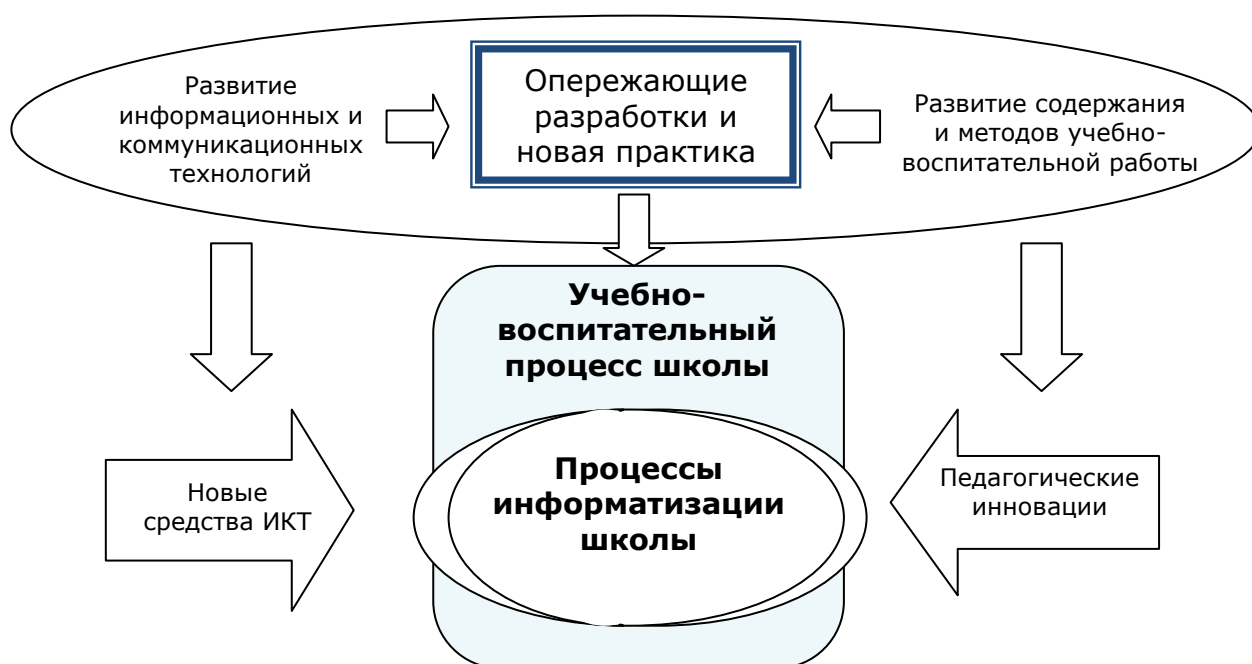 Развитие
информационных и
коммуникационных
технологий
Опережающие
разработки и
новая практика
Развитие содержания
и методов учебно-
воспитательной работы
Учебно-
воспитательный
процесс школы
Новые
средства ИКТ
Процессы
информатизации
школы
Педагогические
инновации